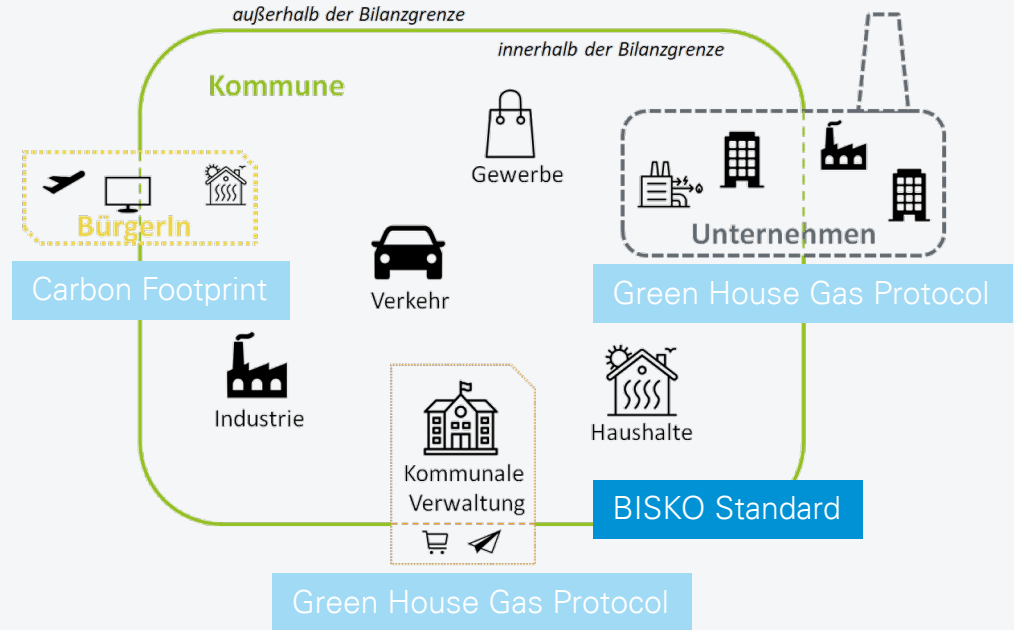 außerhalb der Bilanzgrenze
innerhalb der Bilanzgrenze
Kommune
Gewerbe
BürgerIn
Unternehmen
Carbon Footprint
Green House Gas Protocol
Verkehr
Industrie
Haushalte
Kommunale
Verwaltung
BISKO Standard
Green House Gas Protocol